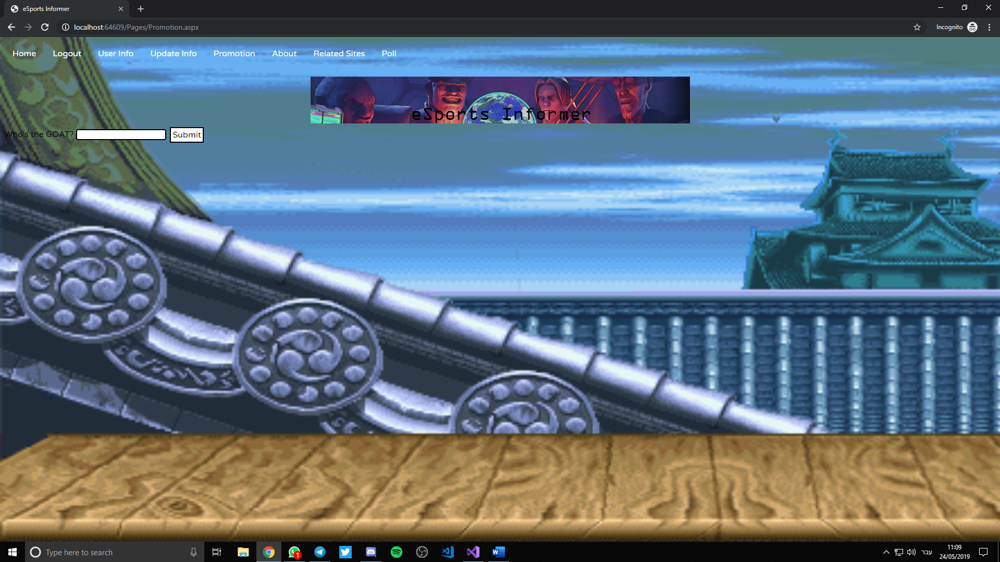 eSports Informer
localhost:64609/Pages/Promotion.aspx
Incognito
Home Logout User Info Update Info Promotion About Related Sites Poll
eSports Informer
Who's the GOAT? Submit
Type here to search
1
W
עבר
11:09
24/05/2019